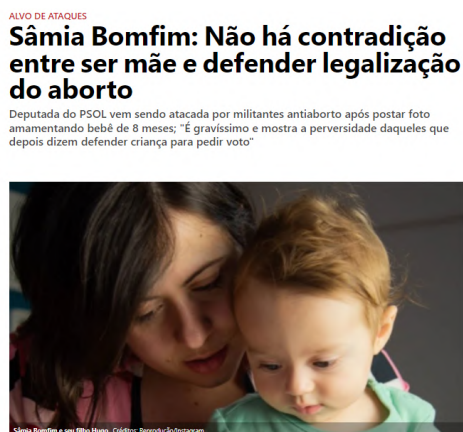 ALVO DE ATAQUES
Sâmia Bomfim: Não há contradição
entre ser mãe e defender legalização
do aborto
Deputada do PSOL vem sendo atacada por militantes antiaborto após postar foto
amamentando bebê de 8 meses; "É gravíssimo e mostra a perversidade daqueles que
depois dizem defender criança para pedir voto"
Sâmia Bomfim e seu filho Hugo. Créditos: Reprodução/Instagram